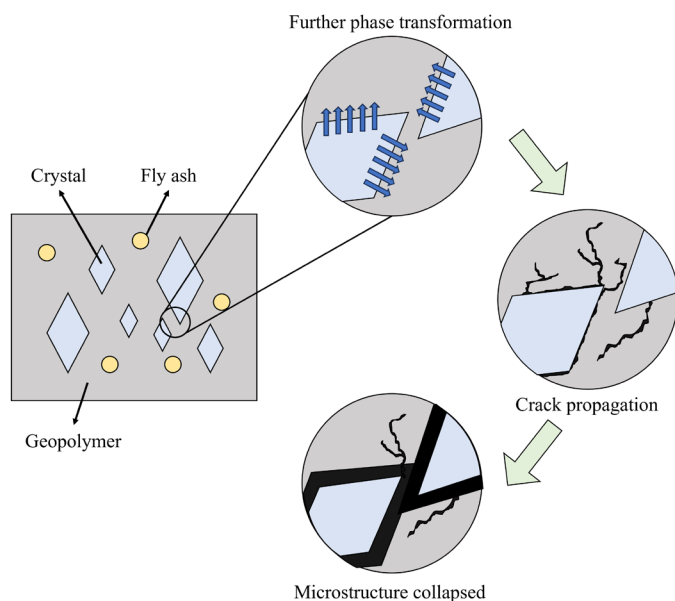 Further phase transformation
Crystal
Fly ash
Geopolymer
Crack propagation
Microstructure collapsed